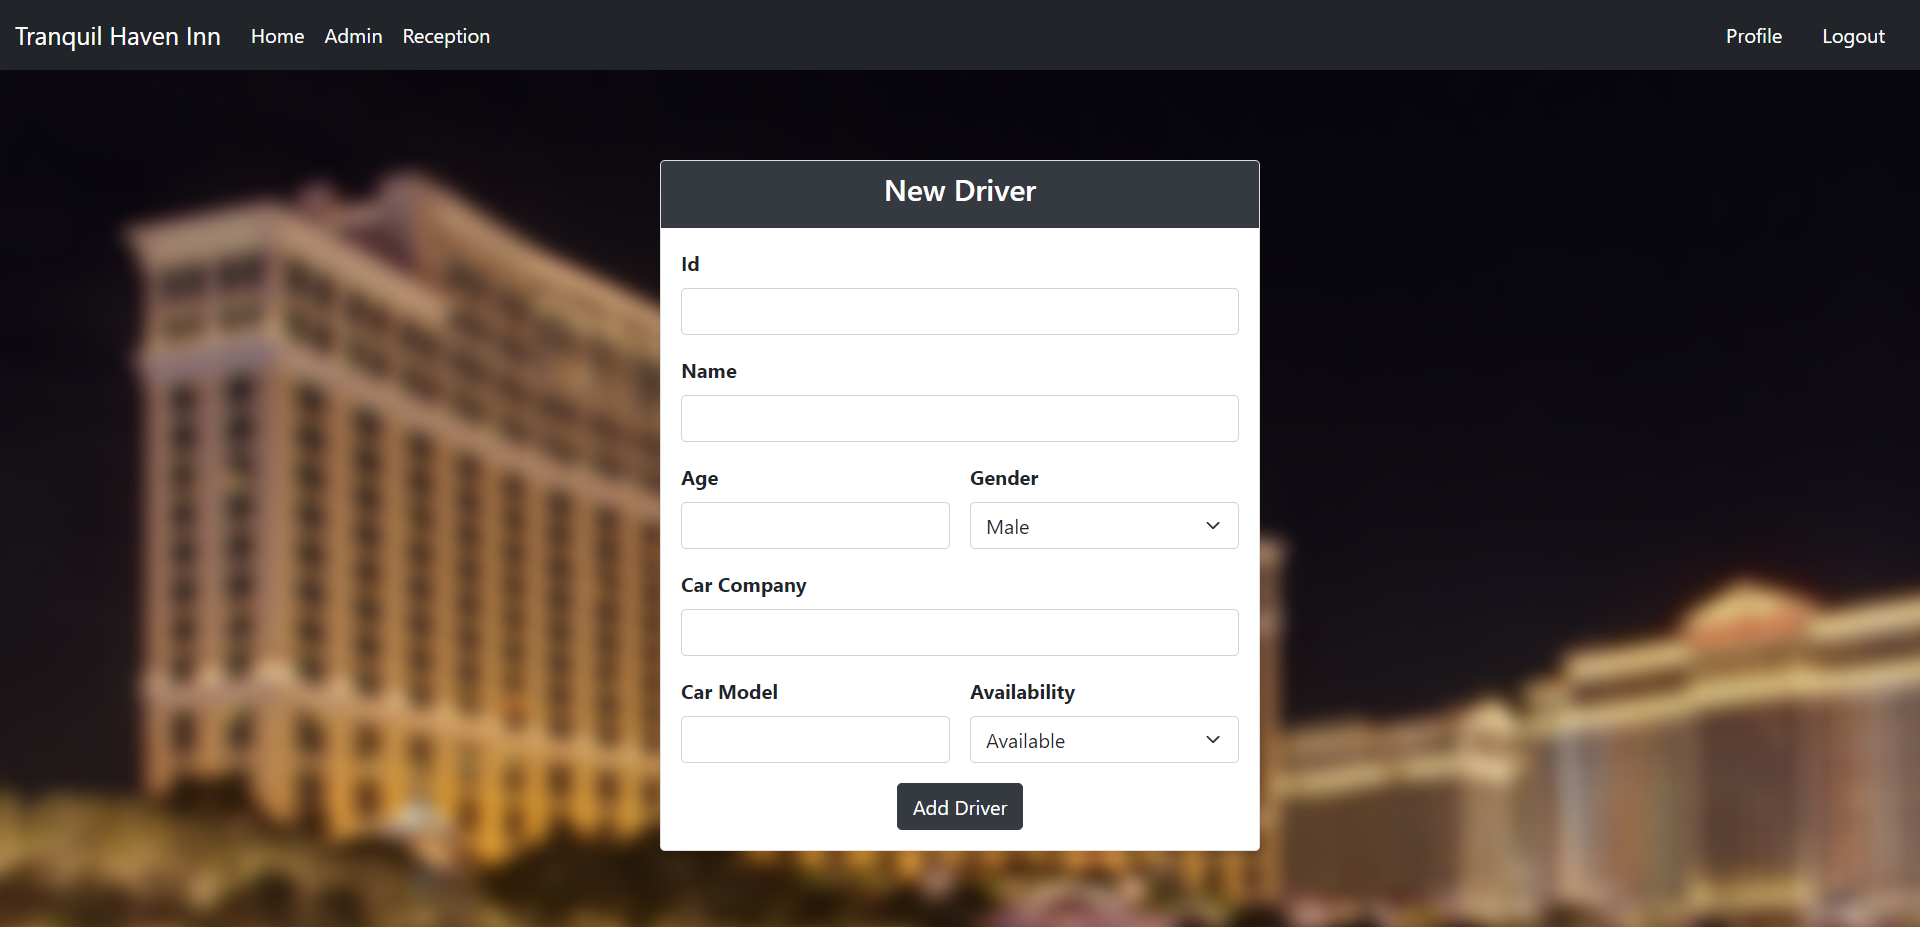 Tranquil Haven Inn Home Admin Reception Profile Logout
New Driver
Id
Name
Age Gender
Male
Car Company
Car Model Availability
Available
Add Driver